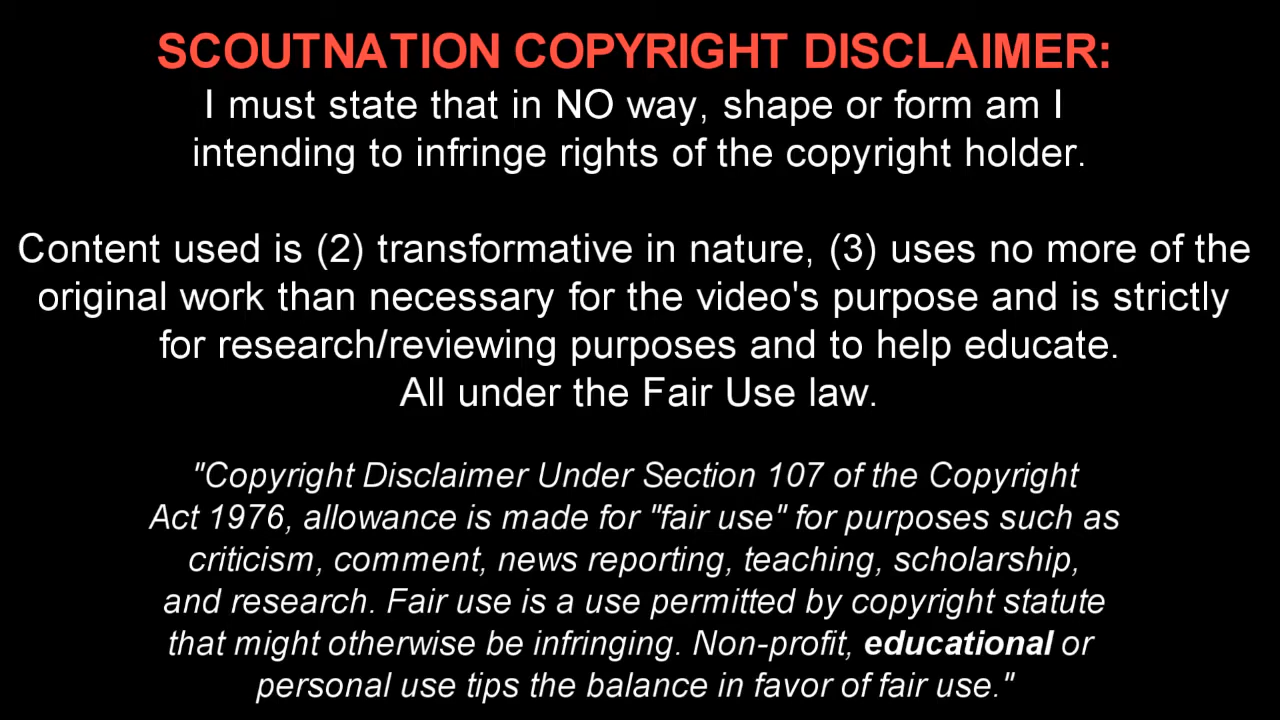 SCOUTNATION COPYRIGHT DISCLAIMER:
I must state that in NO way, shape or form am I
intending to infringe rights of the copyright holder.
Content used is (2) transformative in nature, (3) uses no more of the
original work than necessary for the video's purpose and is strictly
for research/reviewing purposes and to help educate.
All under the Fair Use law.
"Copyright Disclaimer Under Section 107 of the Copyright
Act 1976, allowance is made for "fair use" for purposes such as
criticism, comment, news reporting, teaching, scholarship,
and research. Fair use is a use permitted by copyright statute
that might otherwise be infringing. Non-profit, educational or
personal use tips the balance in favor of fair use."